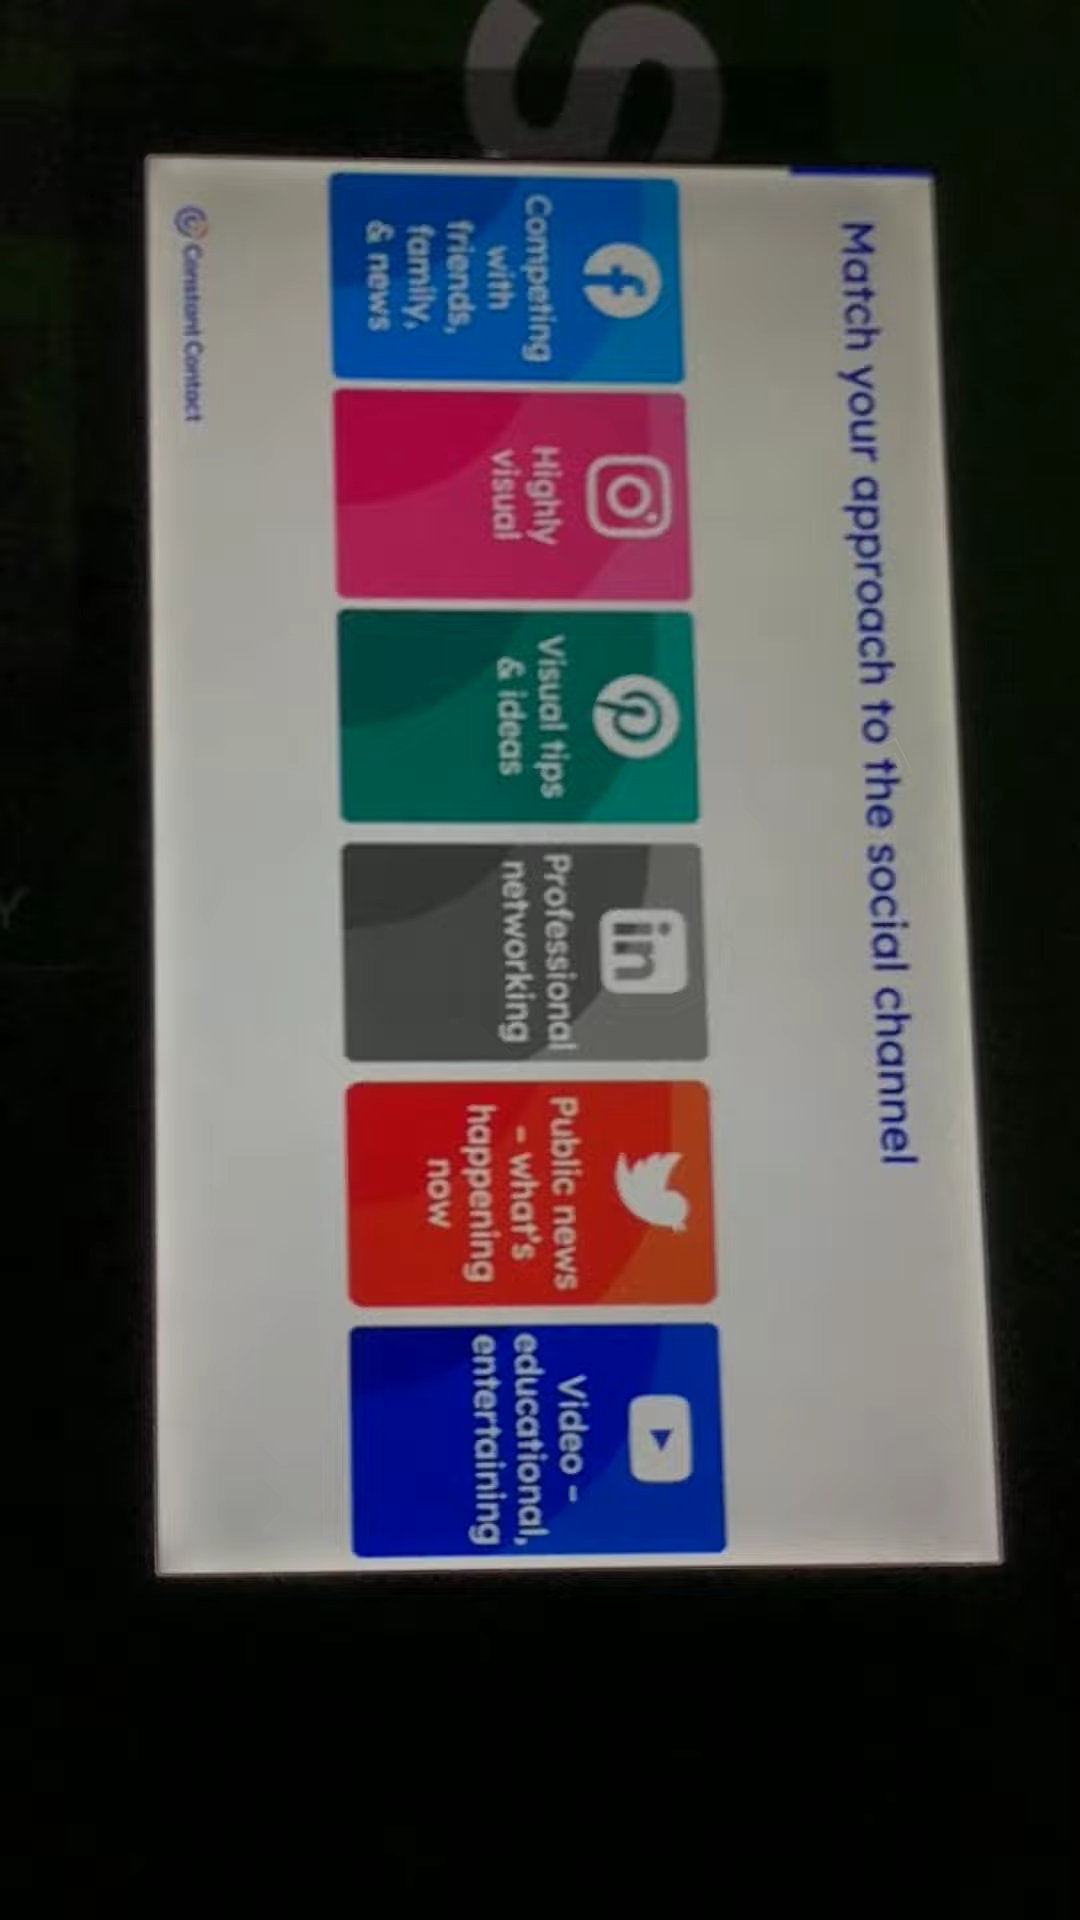 S
Match your approach to the social channel
Competing
with
friends,
family,
& news
Highly
visual
Visual tips
& ideas
in
Professional
networking
Public news
- what's
happening
now
Video -
educational,
entertaining
Constant Contact
Y